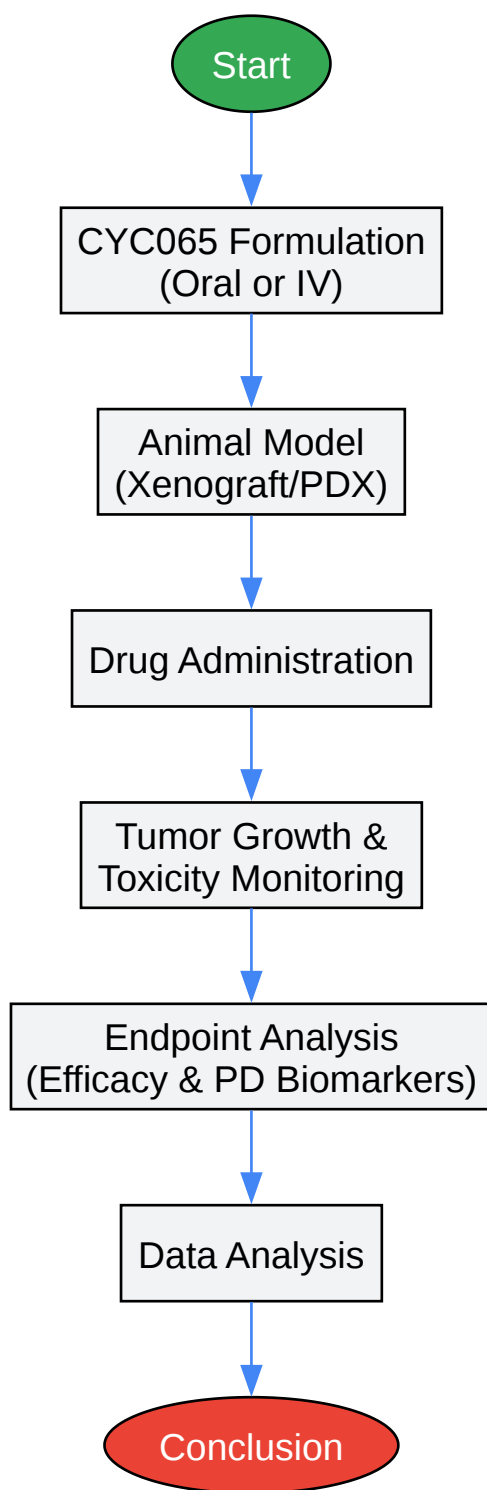 Start
CYC065 Formulation
(Oral or IV)
Animal Model
(Xenograft/PDX)
Drug Administration
Tumor Growth &
Toxicity Monitoring
Endpoint Analysis
(Efficacy & PD Biomarkers)
Data Analysis
Conclusion